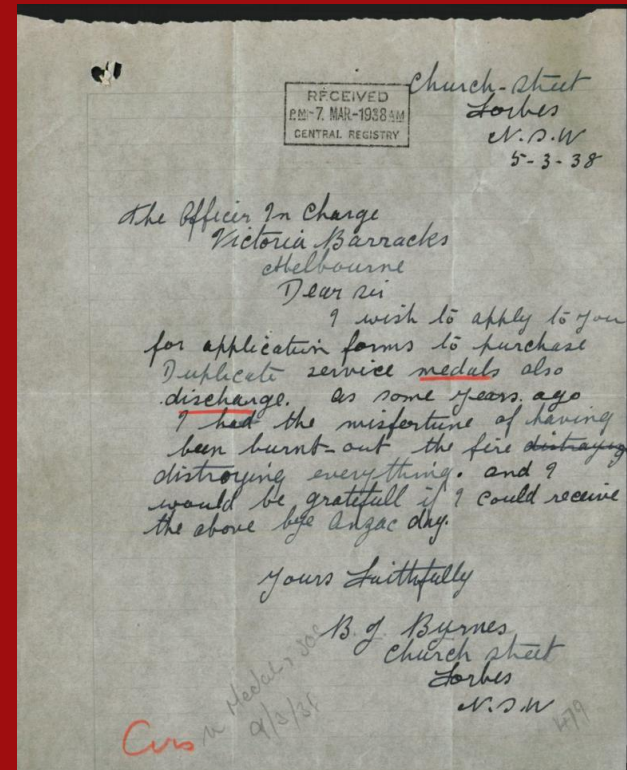 Church-street
Forbes
N.S.W
5-3-38
RECEIVED
PM-7. MAR-1938AM
CENTRAL REGISTRY
The Officer In Charge
Victoria Barracks
Melbourne
Dear sir
I wish to apply to you
for application forms to purchase
Duplicate service medals also
discharge. as some years. ago
I had the misfortune of having
been burnt-out the fire distroying
distroying everything. and I
would be gratefull if I could receive
the above bye Anzac day.
Yours Faithfully
B. J. Byrnes
Church street
Forbes
N.S.W
Medals
9/3/38
479